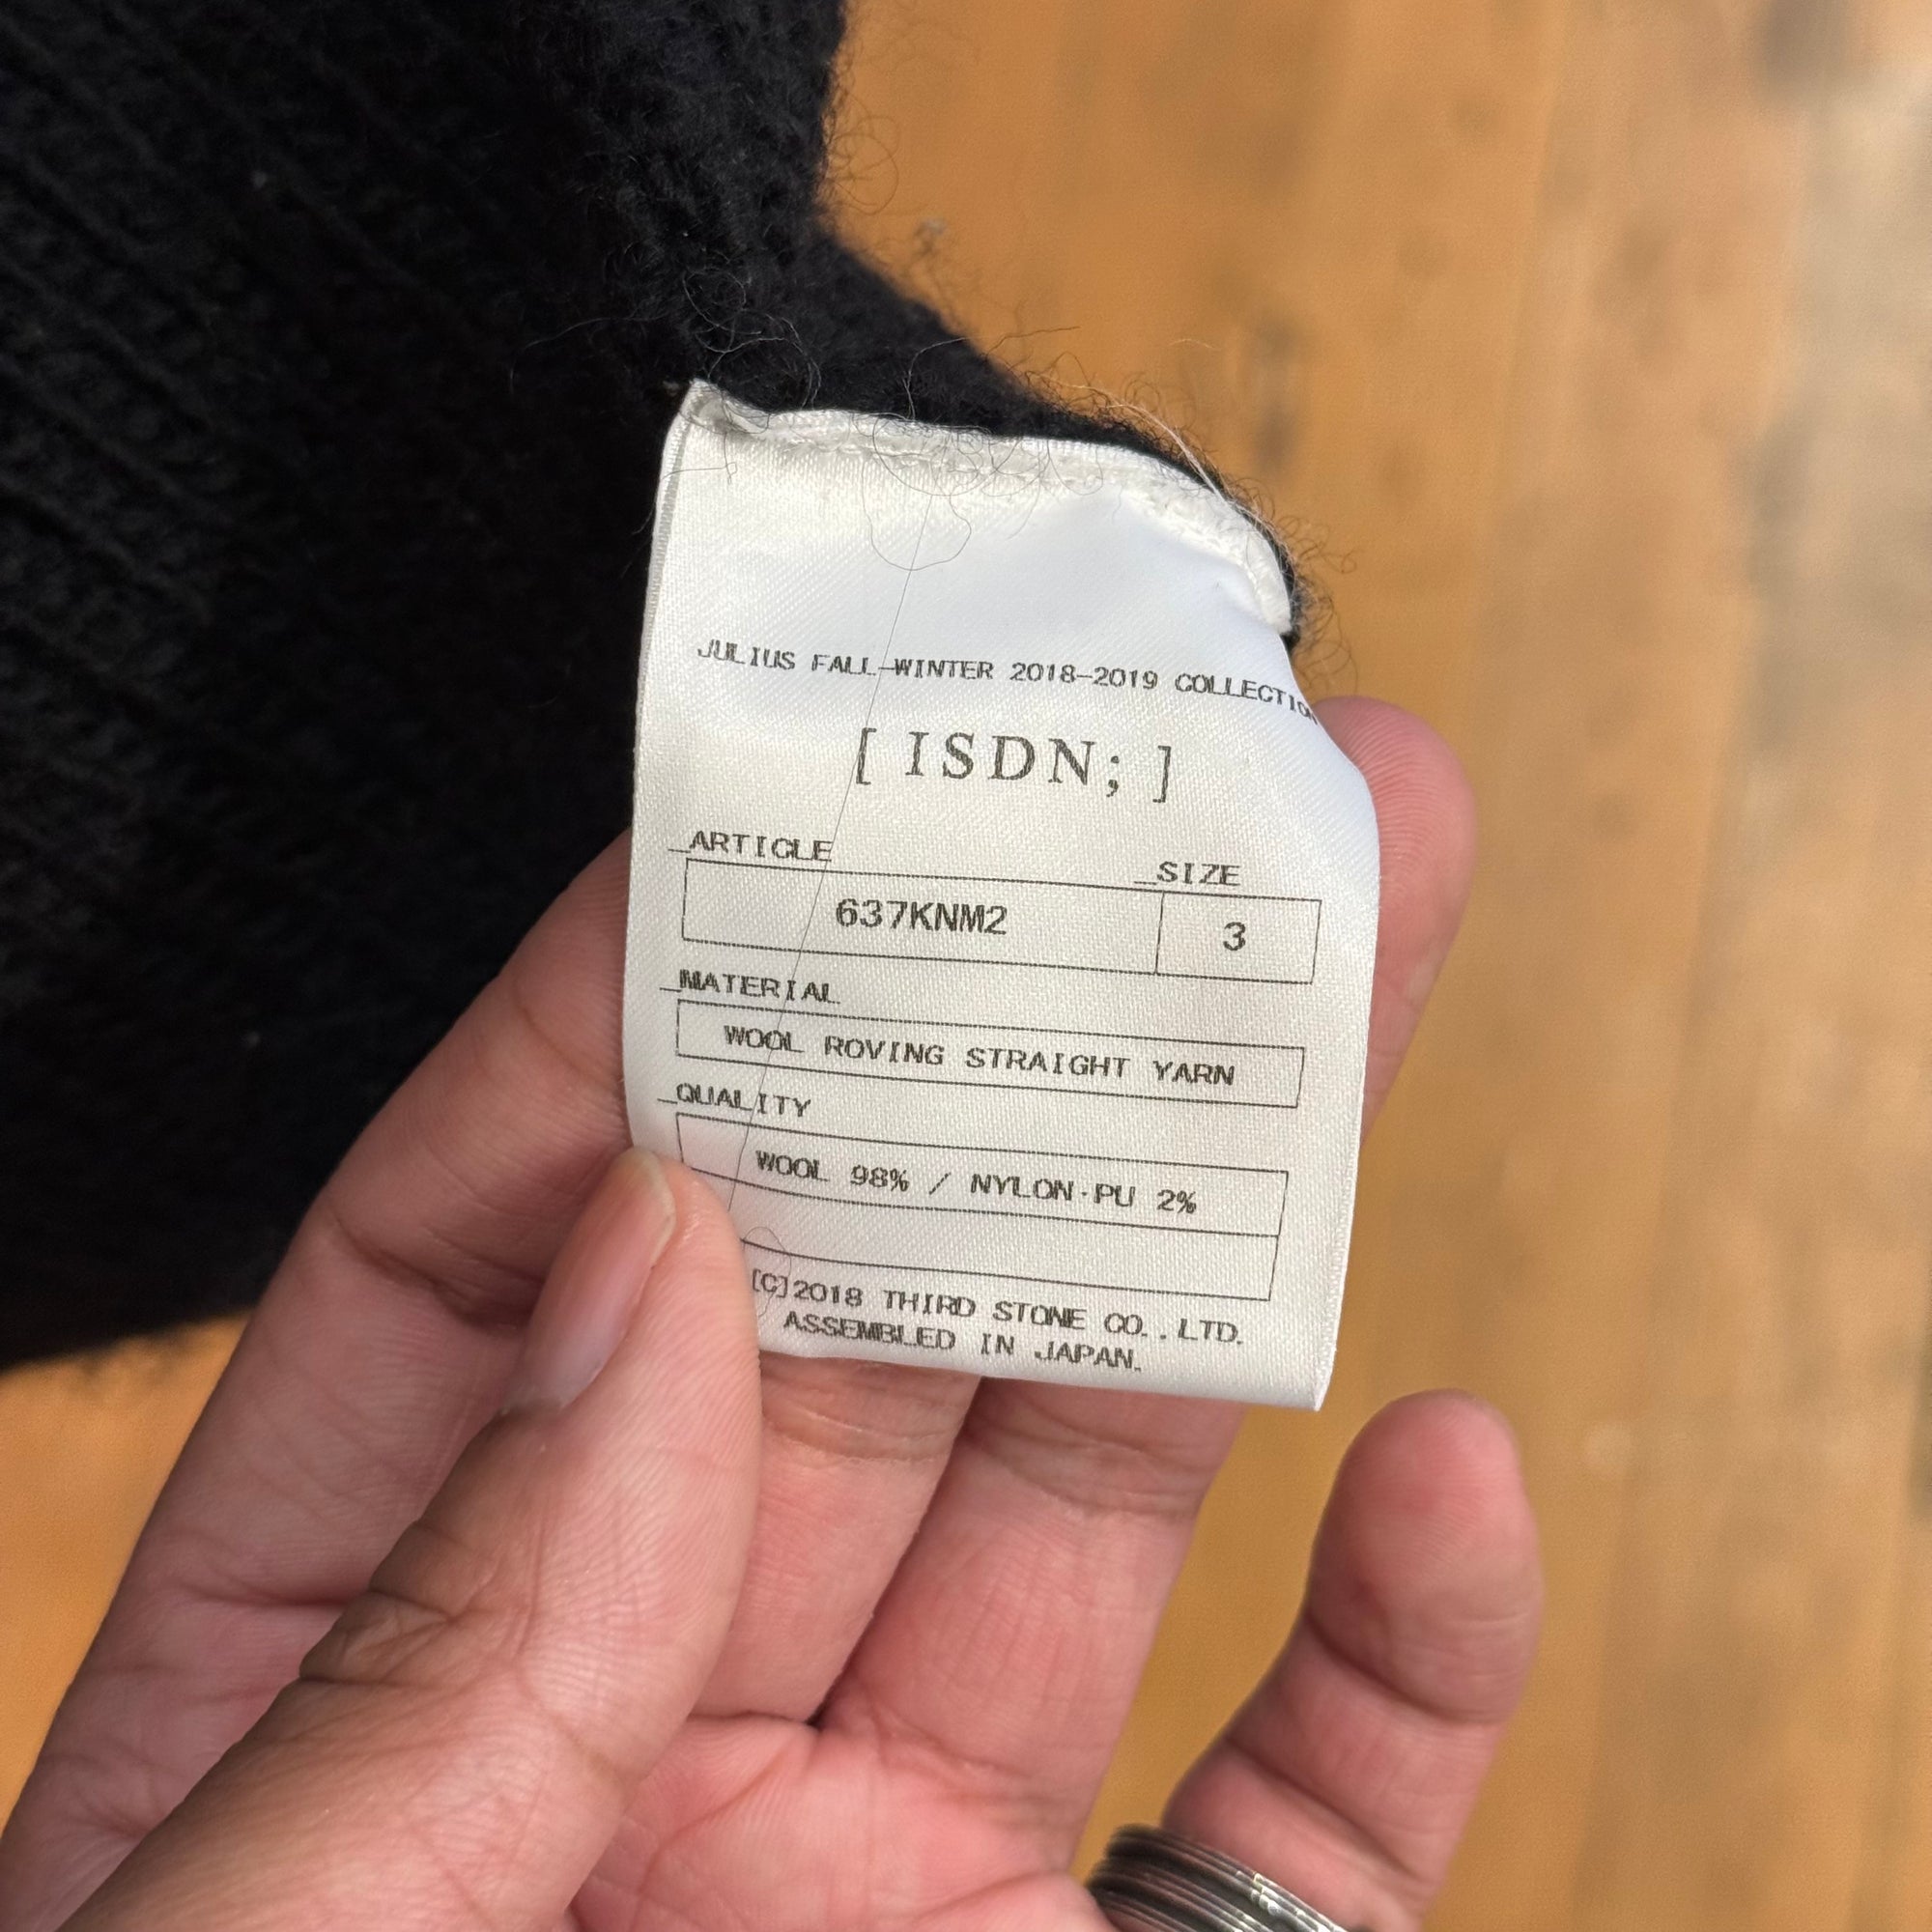 JULIUS FALL-WINTER 2018-2019 COLLECTION
[ ISDN; ]
_ARTICLE
_SIZE
637KNM2
3
_MATERIAL
WOOL ROVING STRAIGHT YARN
_QUALITY
WOOL 98% / NYLON·PU 2%
[C]2018 THIRD STONE CO.,LTD.
ASSEMBLED IN JAPAN.